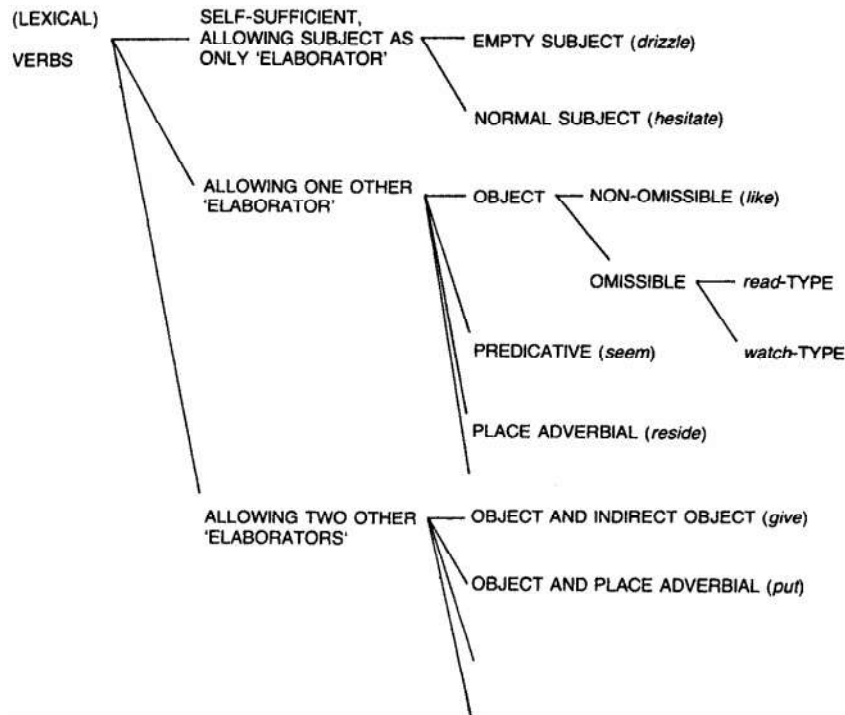 (LEXICAL)
VERBS
SELF-SUFFICIENT,
ALLOWING SUBJECT AS
ONLY 'ELABORATOR'
EMPTY SUBJECT (drizzle)
NORMAL SUBJECT (hesitate)
ALLOWING ONE OTHER
'ELABORATOR'
OBJECT
NON-OMISSIBLE (like)
OMISSIBLE
read-TYPE
watch-TYPE
PREDICATIVE (seem)
PLACE ADVERBIAL (reside)
ALLOWING TWO OTHER
'ELABORATORS'
OBJECT AND INDIRECT OBJECT (give)
OBJECT AND PLACE ADVERBIAL (put)